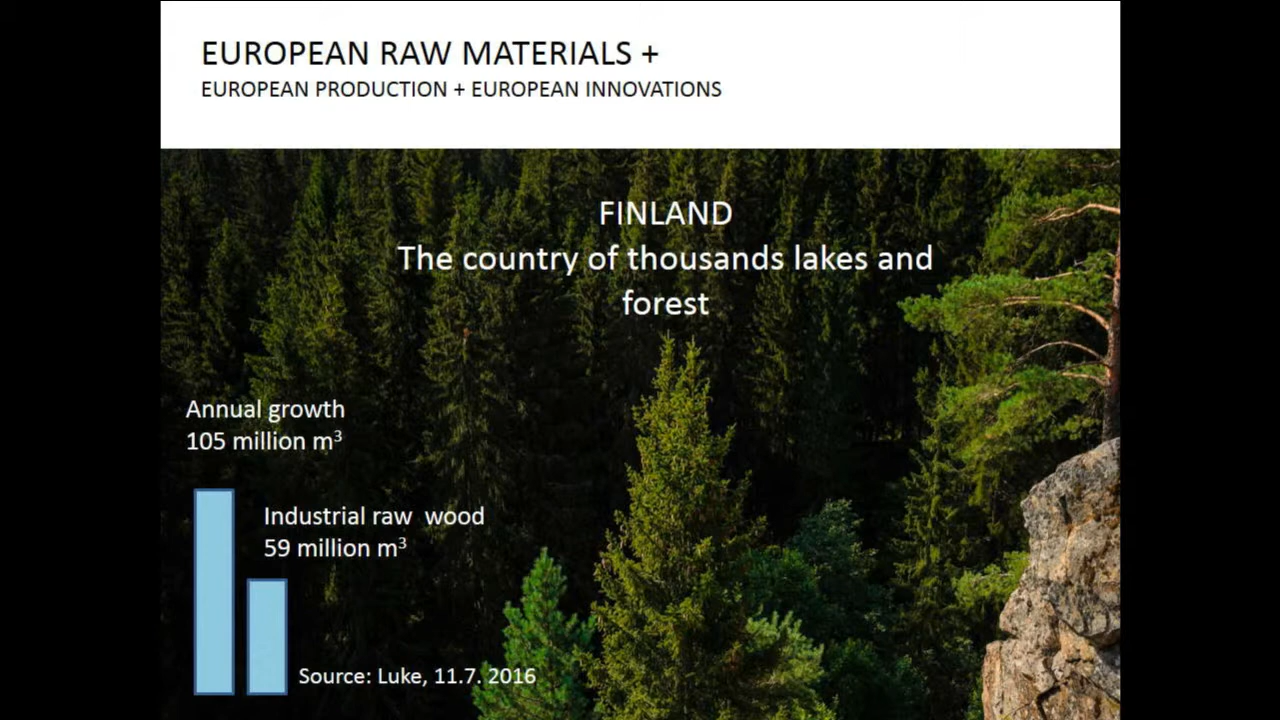 EUROPEAN RAW MATERIALS +
EUROPEAN PRODUCTION + EUROPEAN INNOVATIONS
FINLAND
The country of thousands lakes and
forest
Annual growth
105 million m³
Industrial raw  wood
59 million m³
Source: Luke, 11.7. 2016